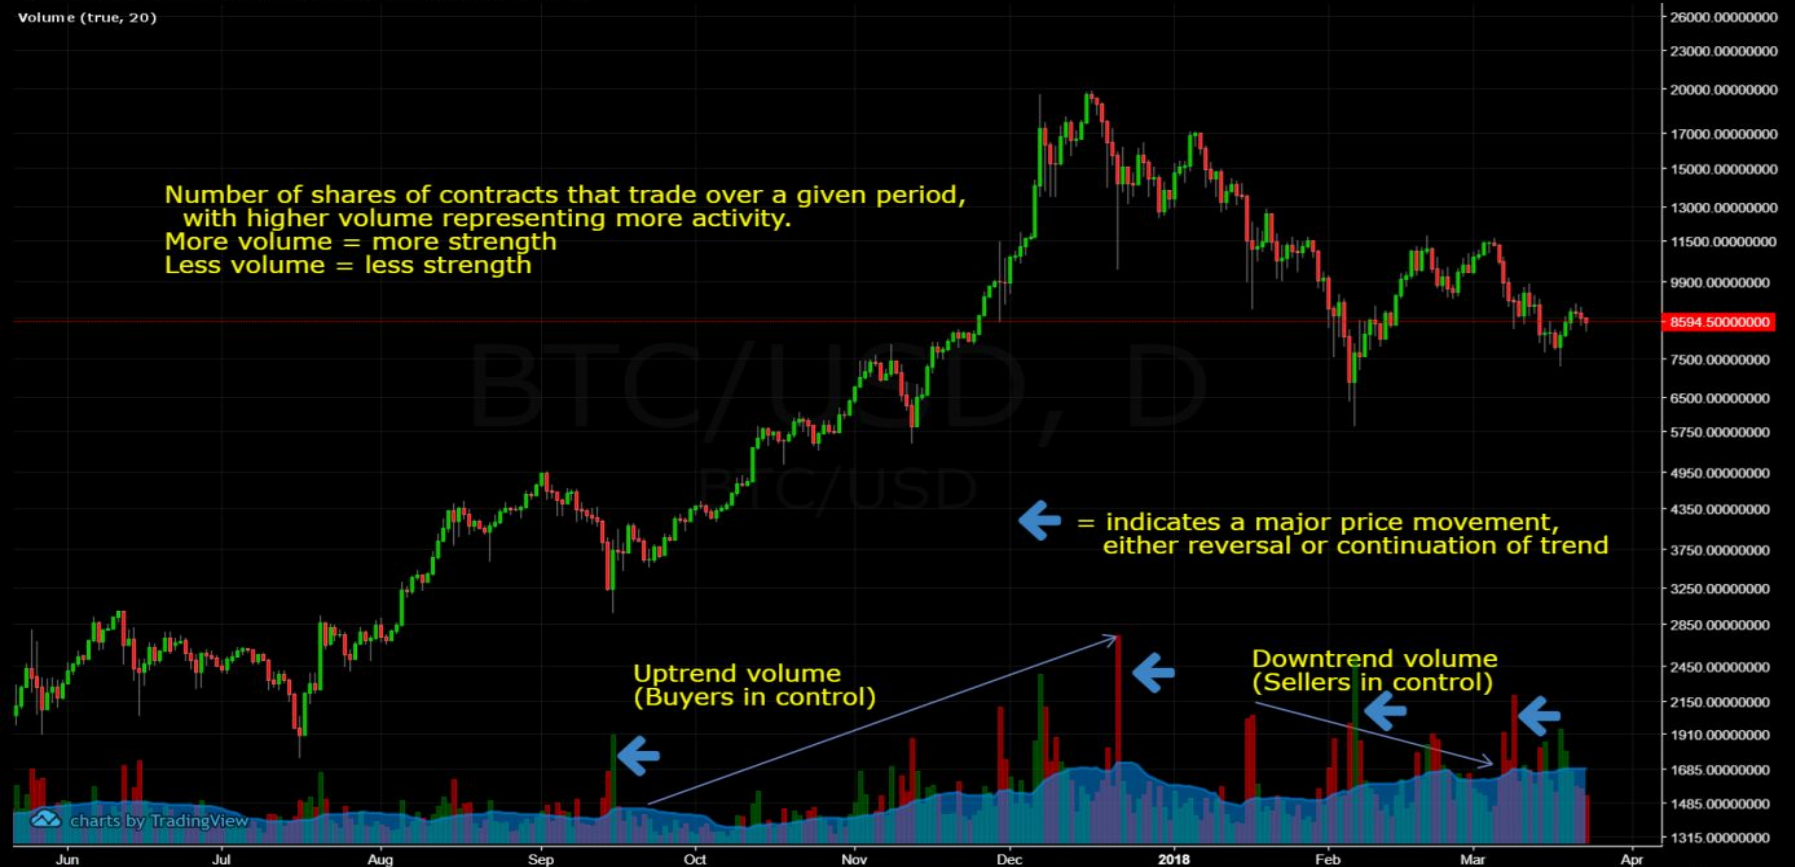 Volume (true, 20)
26000.00000000
23000.00000000
20000.00000000
17000.00000000
15000.00000000
13000.00000000
11500.00000000
9900.00000000
8594.50000000
7500.00000000
6500.00000000
5750.00000000
4950.00000000
4350.00000000
3750.00000000
3250.00000000
2850.00000000
2450.00000000
2150.00000000
1910.00000000
1685.00000000
1485.00000000
1315.00000000
Number of shares of contracts that trade over a given period,
with higher volume representing more activity.
More volume = more strength
Less volume = less strength
BTC/USD, D
BTC/USD
= indicates a major price movement,
either reversal or continuation of trend
Uptrend volume
(Buyers in control)
Downtrend volume
(Sellers in control)
charts by TradingView
Jun Jul Aug Sep Oct Nov Dec 2018 Feb Mar Apr